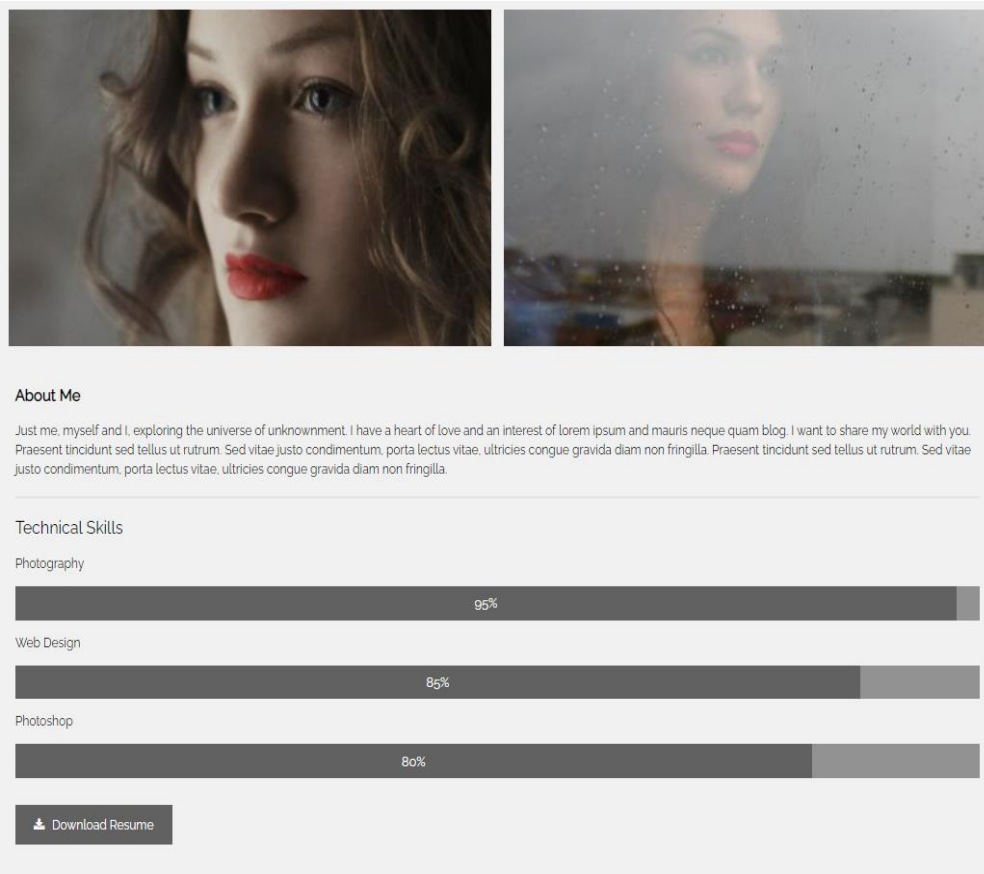 About Me
Just me, myself and I, exploring the universe of unknownment. I have a heart of love and an interest of lorem ipsum and mauris neque quam blog. I want to share my world with you.
Praesent tincidunt sed tellus ut rutrum. Sed vitae justo condimentum, porta lectus vitae, ultricies congue gravida diam non fringilla. Praesent tincidunt sed tellus ut rutrum. Sed vitae
justo condimentum, porta lectus vitae, ultricies congue gravida diam non fringilla.
Technical Skills
Photography
95%
Web Design
85%
Photoshop
80%
Download Resume